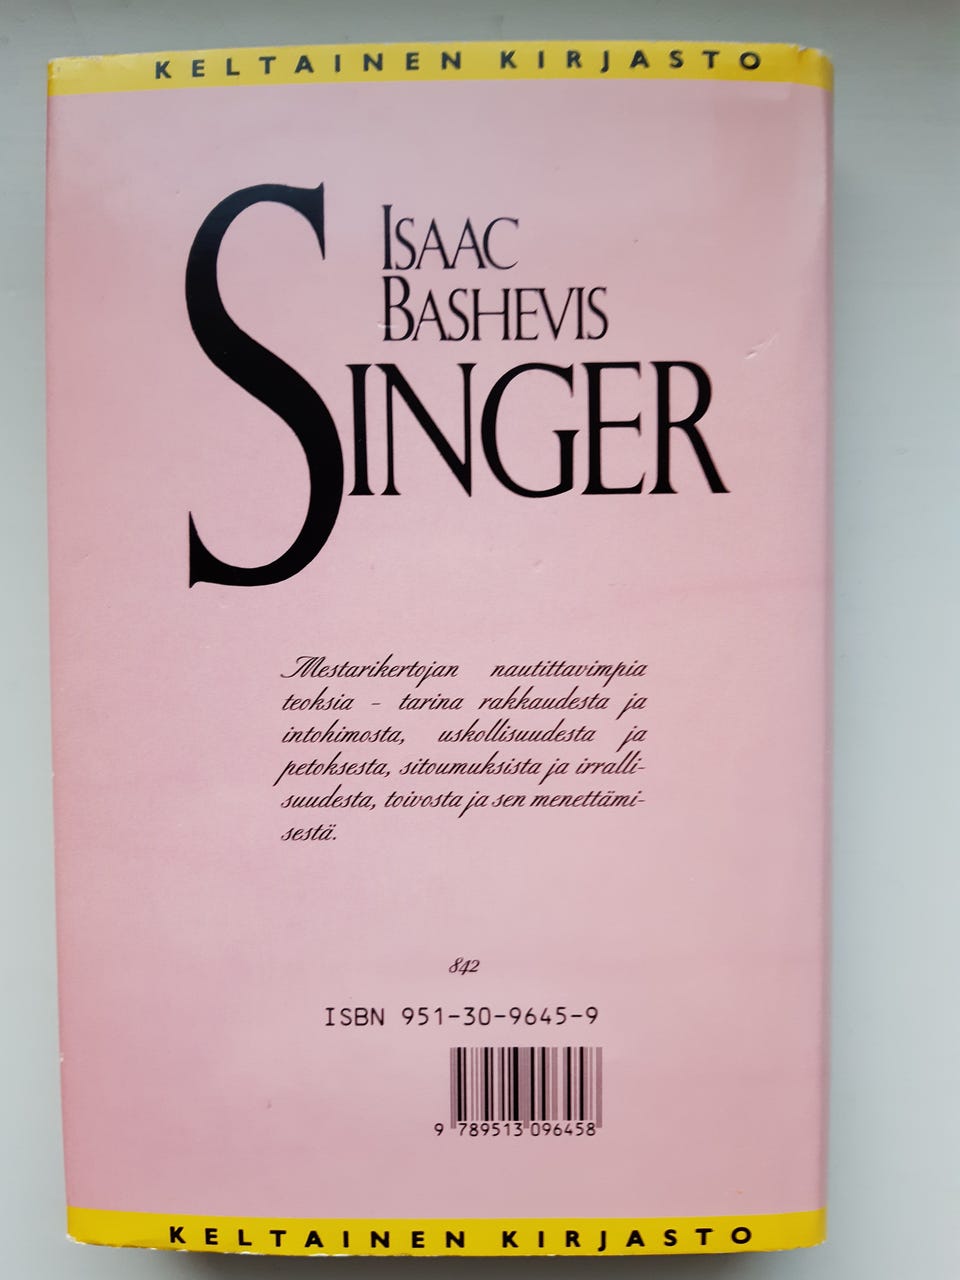 KELTAINEN KIRJASTO
ISAAC
BASHEVIS
SINGER
Mestarikertojan nautittavimpia
teoksia – tarina rakkaudesta ja
intohimosta, uskollisuudesta ja
petoksesta, sitoumuksista ja irralli-
suudesta, toivosta ja sen menettämi-
sestä.
842
ISBN 951-30-9645-9
9 789513 096458
KELTAINEN KIRJASTO